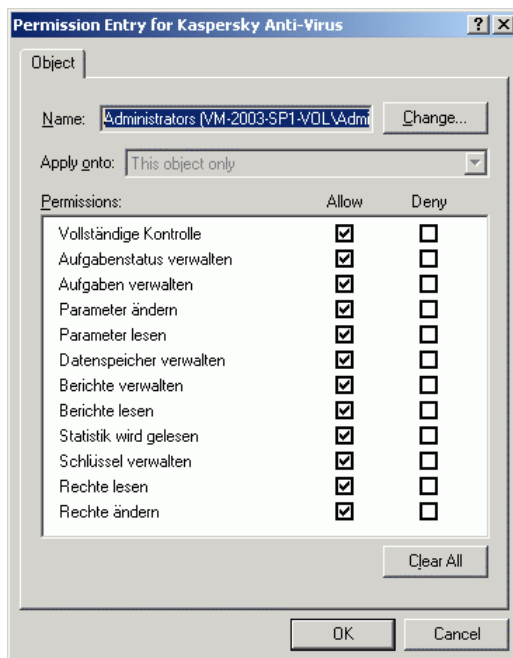 Permission Entry for Kaspersky Anti-Virus
Object
Name: Administrators (VM-2003-SP1-VOL\Admi Change...
Apply onto: This object only
Permissions: Allow Deny
Vollständige Kontrolle
Aufgabenstatus verwalten
Aufgaben verwalten
Parameter ändern
Parameter lesen
Datenspeicher verwalten
Berichte verwalten
Berichte lesen
Statistik wird gelesen
Schlüssel verwalten
Rechte lesen
Rechte ändern
Clear All
OK Cancel